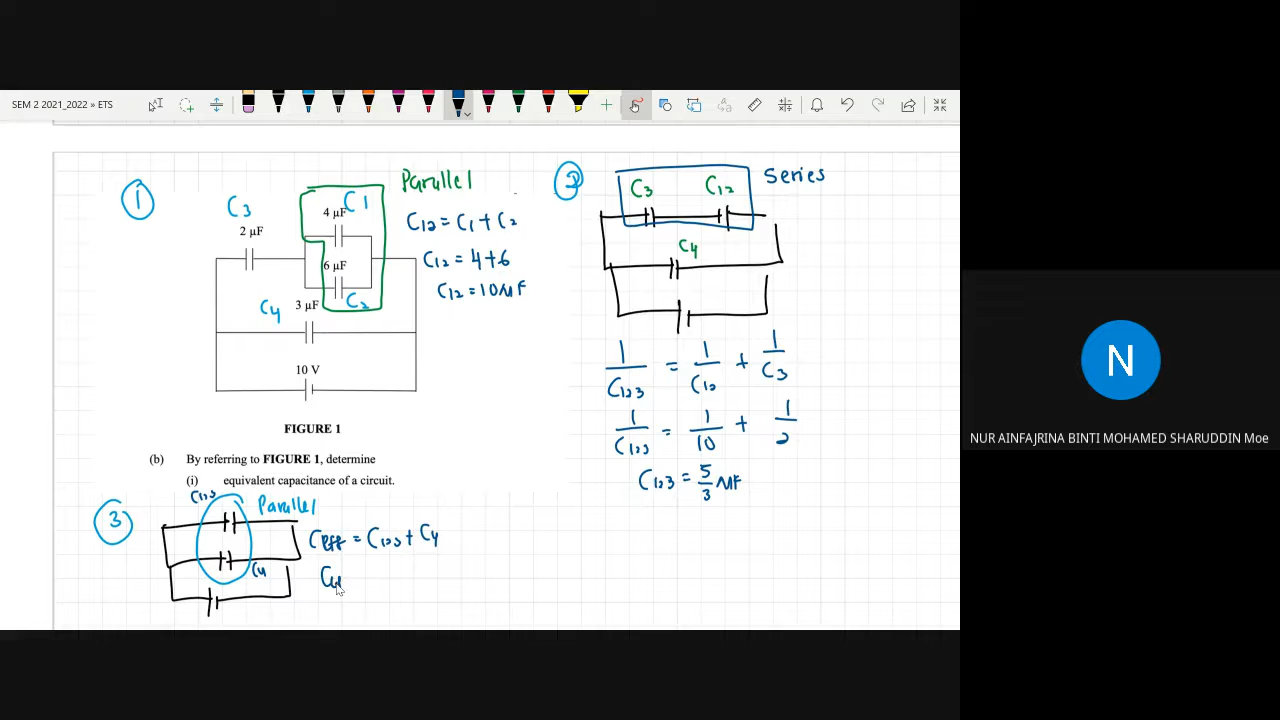 SEM 2 2021_2022 » ETS
1
C3
2 μF
C1
4 μF
6 μF
C2
C4
3 μF
10 V
FIGURE 1
Parallel
C12 = C1 + C2
C12 = 4+6
C12 = 10μF
2
Series
C3
C12
C4
1/C123 = 1/C12 + 1/C3
1/C123 = 1/10 + 1/2
C123 = 5/3 μF
(b) By referring to FIGURE 1, determine
(i) equivalent capacitance of a circuit.
3
C123
Parallel
C4
Ceff = C123 + C4
N
NUR AINFAJRINA BINTI MOHAMED SHARUDDIN Moe